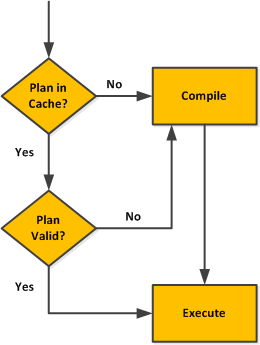 Plan in
Cache?
No
Compile
Yes
Plan
Valid?
No
Yes
Execute